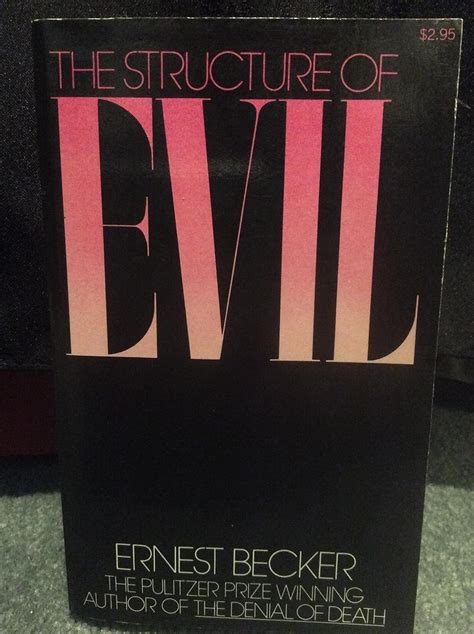 $2.95
THE STRUCTURE OF
EVIL
ERNEST BECKER
THE PULITZER PRIZE WINNING
AUTHOR OF THE DENIAL OF DEATH